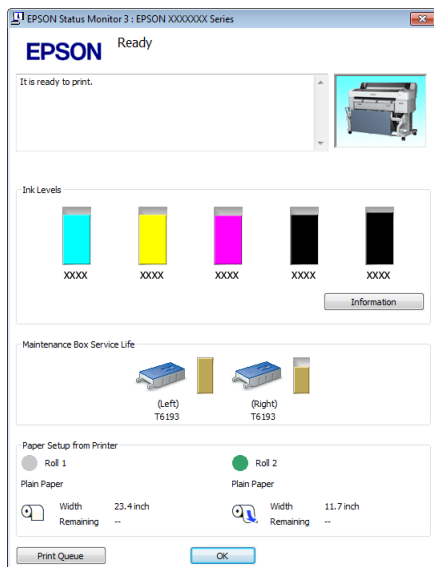 EPSON Status Monitor 3 : EPSON XXXXXXX Series
EPSON
Ready
It is ready to print.
Ink Levels
XXXX XXXX XXXX XXXX XXXX
Information
Maintenance Box Service Life
(Left) (Right)
T6193 T6193
Paper Setup from Printer
Roll 1 Roll 2
Plain Paper Plain Paper
Width 23.4 inch Width 11.7 inch
Remaining -- Remaining --
Print Queue OK